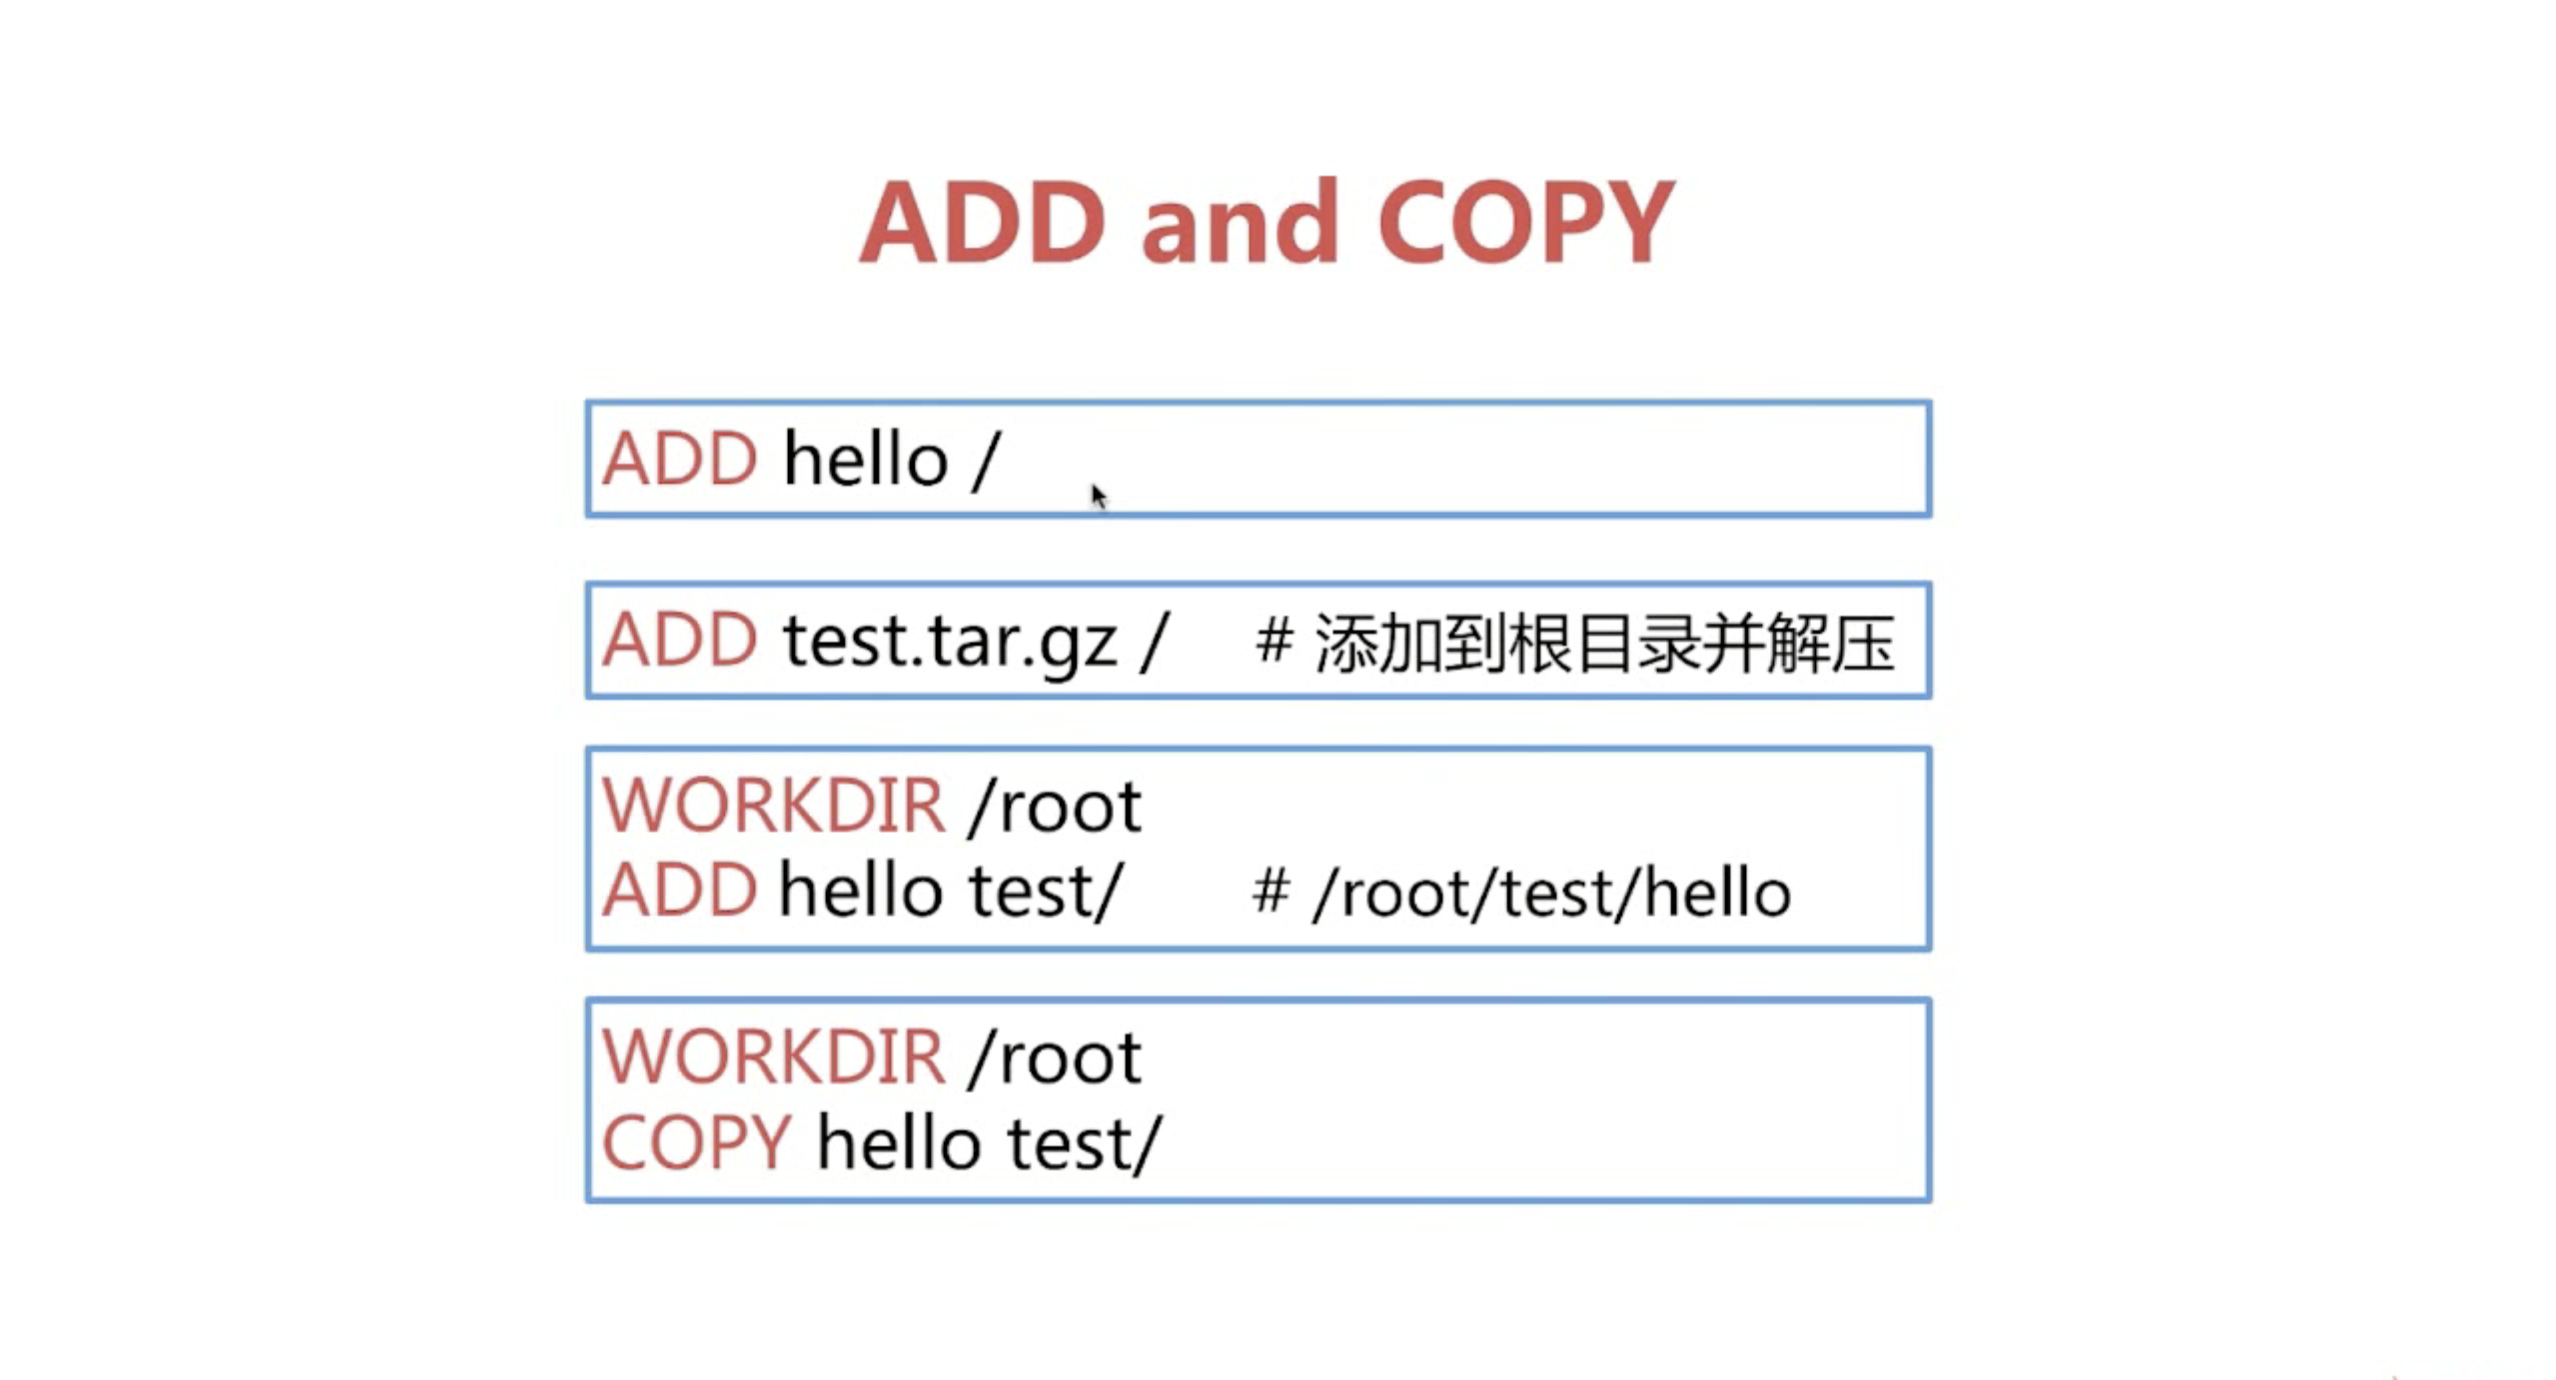 ADD and COPY
ADD hello /
ADD test.tar.gz / # 添加到根目录并解压
WORKDIR /root
ADD hello test/ # /root/test/hello
WORKDIR /root
COPY hello test/